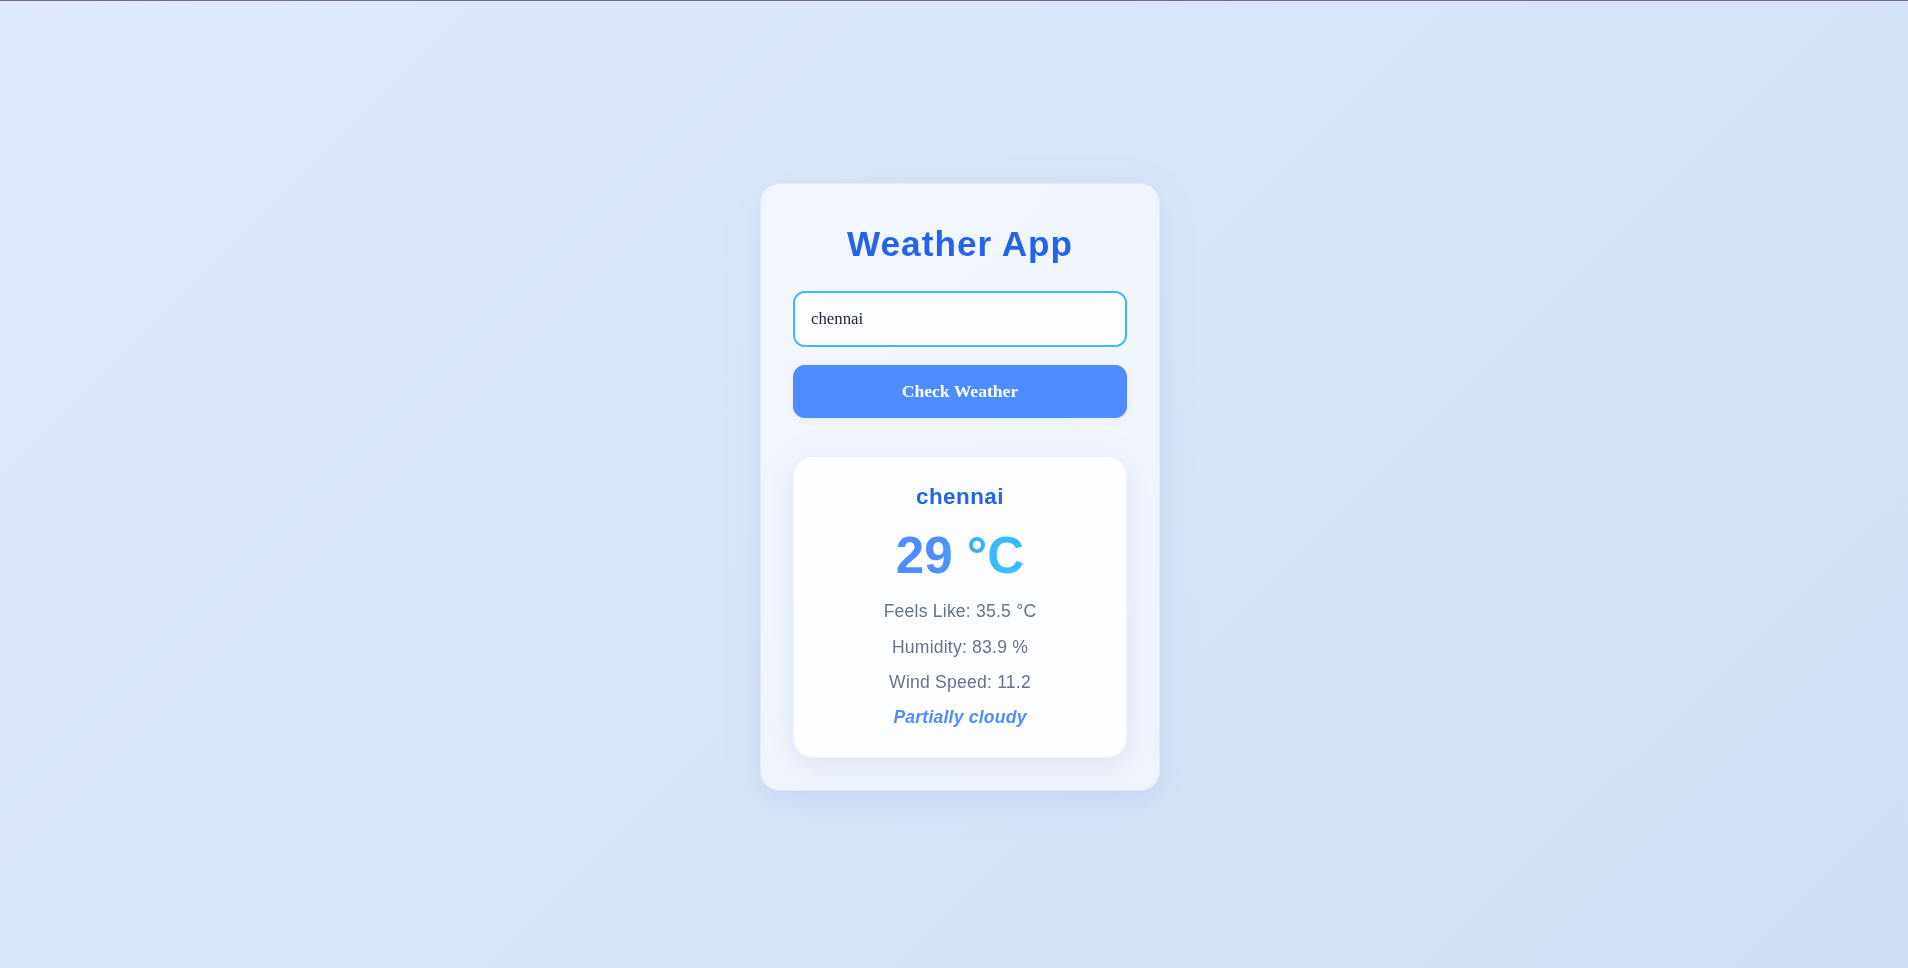 Weather App
chennai
Check Weather
chennai
29 °C
Feels Like: 35.5 °C
Humidity: 83.9 %
Wind Speed: 11.2
Partially cloudy